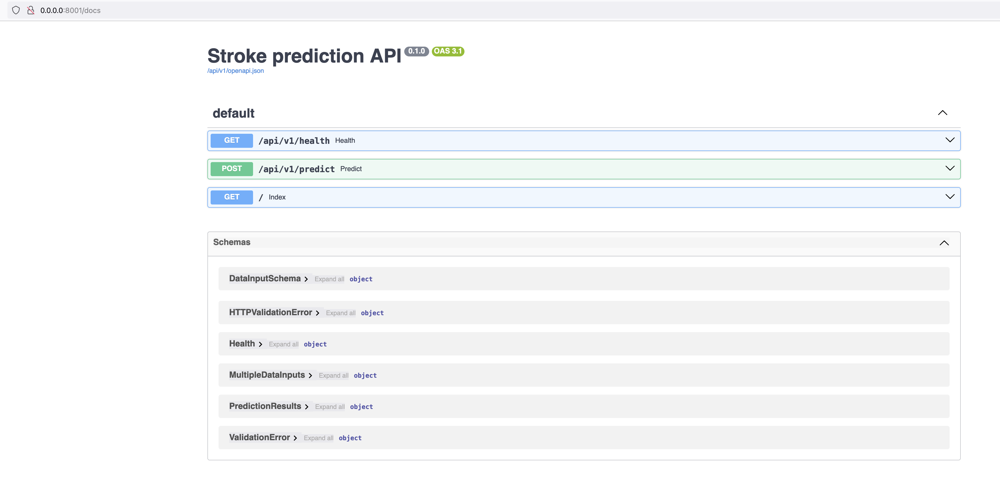 0.0.0.0:8001/docs
Stroke prediction API 0.1.0 OAS 3.1
/api/v1/openapi.json
default
GET /api/v1/health Health
POST /api/v1/predict Predict
GET / Index
Schemas
DataInputSchema Expand all object
HTTPValidationError Expand all object
Health Expand all object
MultipleDataInputs Expand all object
PredictionResults Expand all object
ValidationError Expand all object